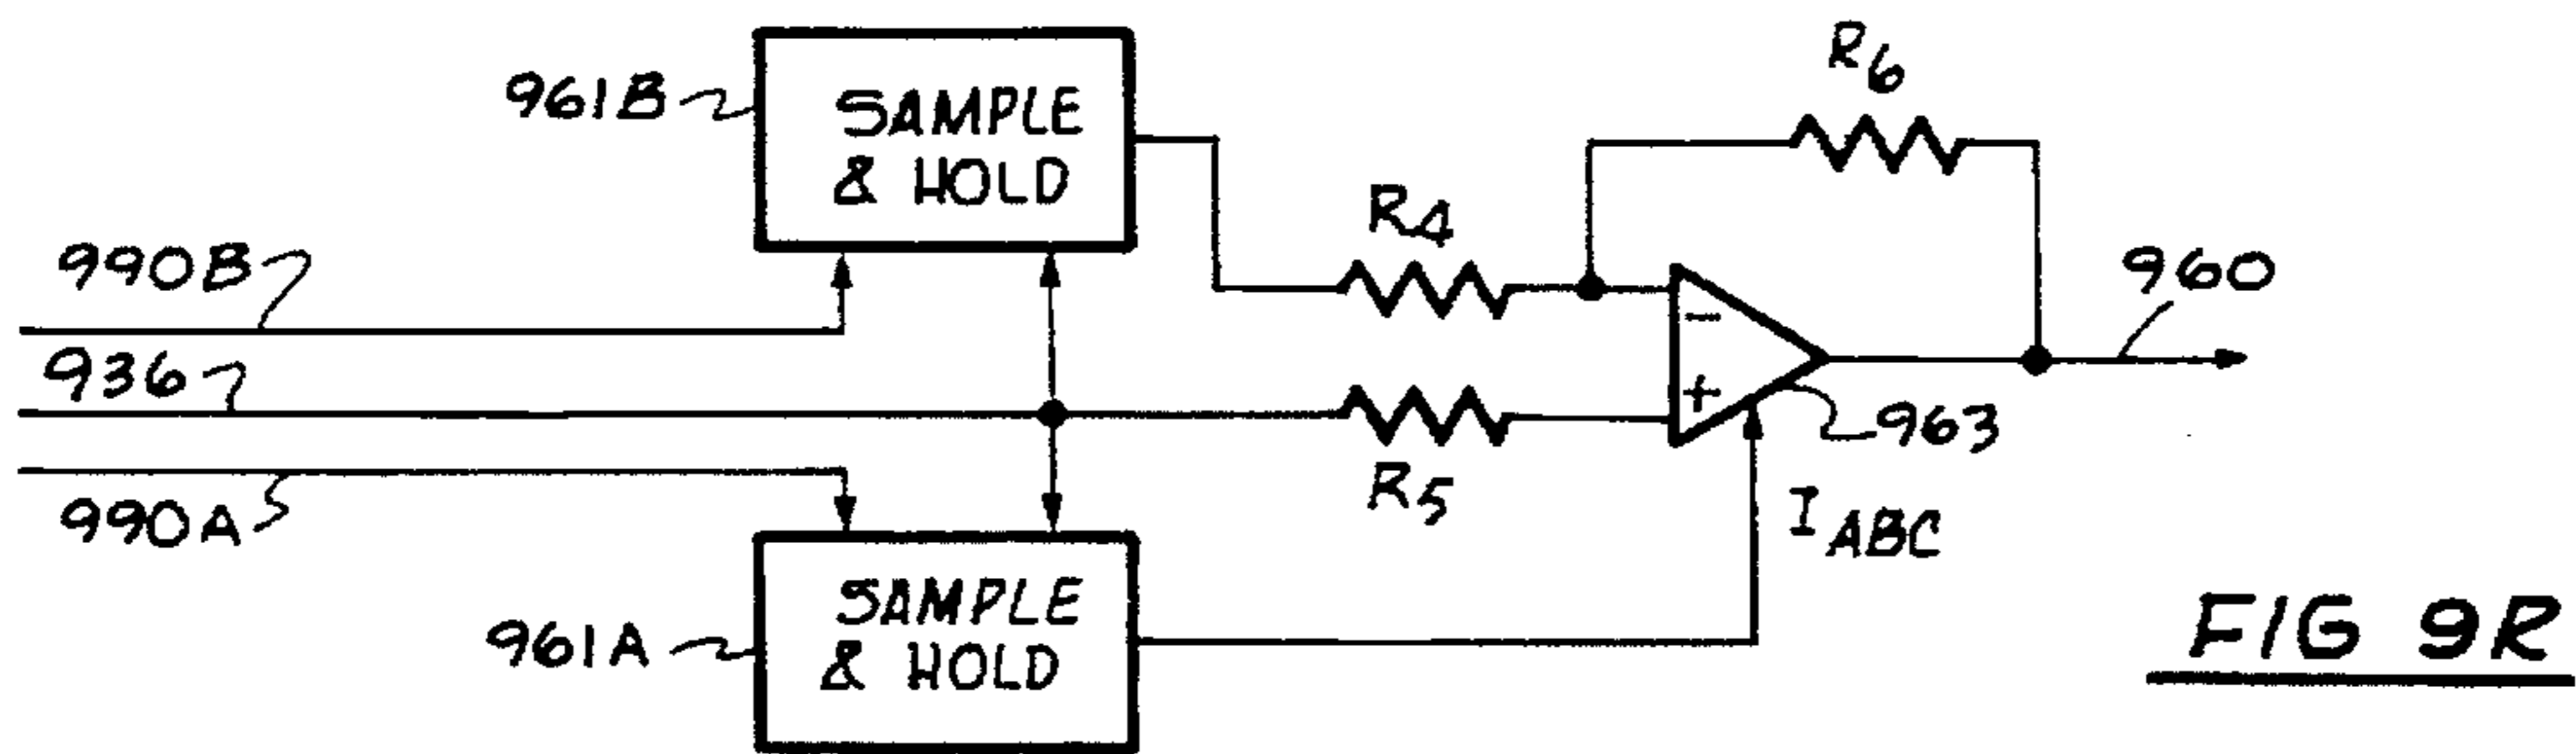 961B
SAMPLE
& HOLD
R6
R4
990B
960
936
-
+
963
990A
R5
IABC
961A
SAMPLE
& HOLD
FIG 9R